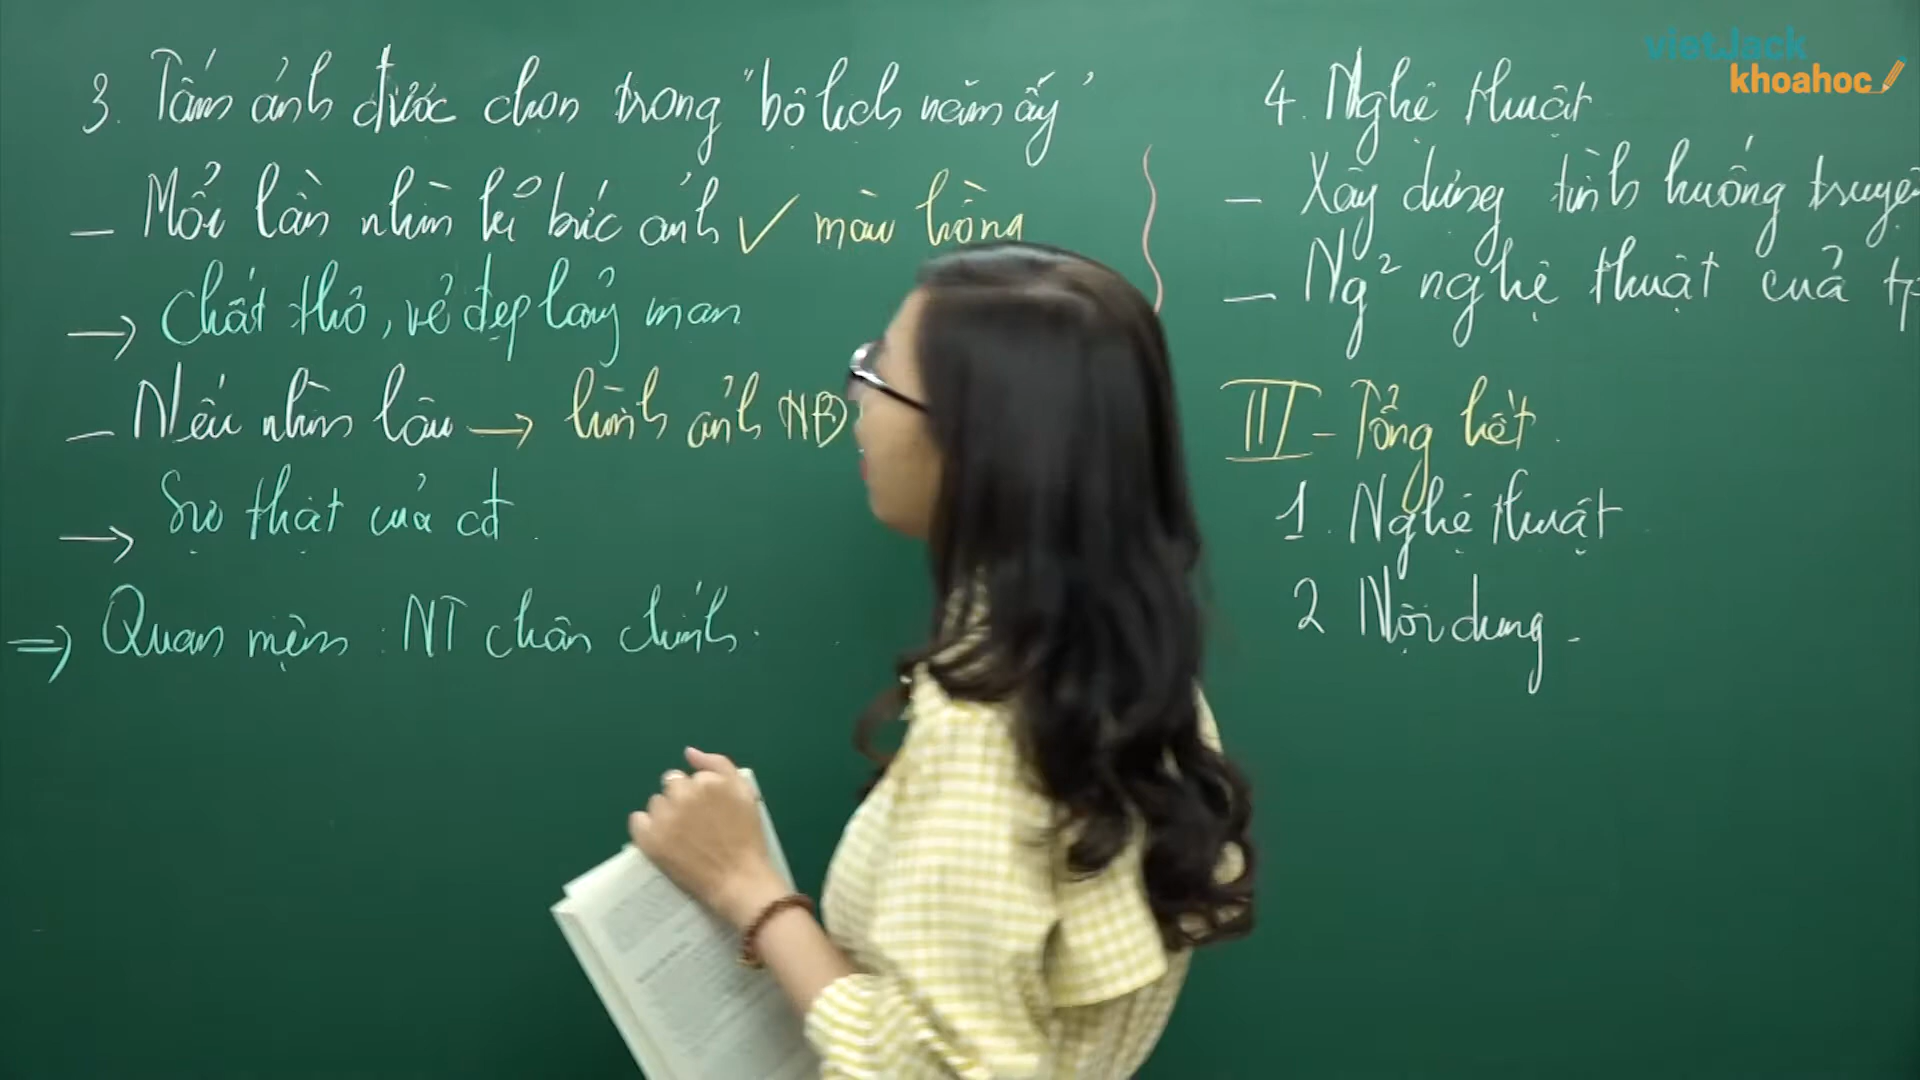 3. Tấm ảnh được chọn trong "bộ lịch năm ấy"
- Mỗi lần nhìn kĩ bức ảnh ✓ màu hồng
→ Chất thơ, vẻ đẹp lãng mạn
- Nếu nhìn lâu → hình ảnh NĐB
→ Sự thật của cđ.
⇒ Quan niệm: NT chân chính.
4. Nghệ thuật
- Xây dựng tình huống truyệ
- Ng² nghệ thuật của tp
III - Tổng kết.
1. Nghệ thuật
2 Nội dung.
vietJack
khoahoc